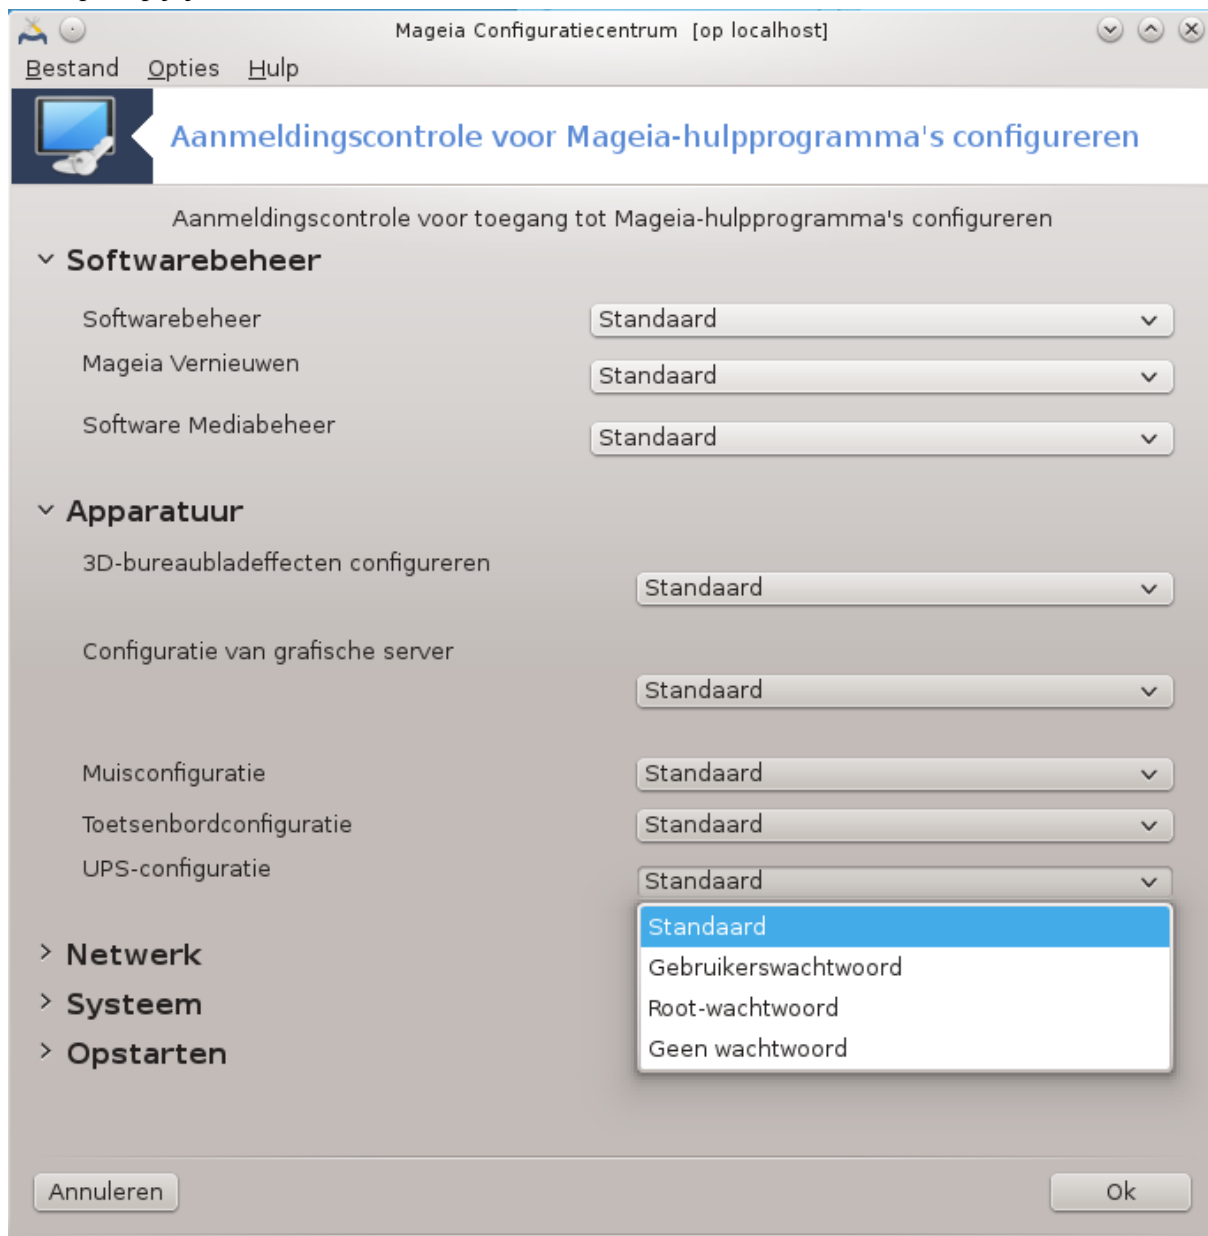 Mageia Configuratiecentrum [op localhost]
Bestand Opties Hulp
Aanmeldingscontrole voor Mageia-hulpprogramma's configureren
Aanmeldingscontrole voor toegang tot Mageia-hulpprogramma's configureren
Softwarebeheer
Softwarebeheer Standaard
Mageia Vernieuwen Standaard
Software Mediabeheer Standaard
Apparatuur
3D-bureaubladeffecten configureren Standaard
Configuratie van grafische server Standaard
Muisconfiguratie Standaard
Toetsenbordconfiguratie Standaard
UPS-configuratie Standaard
Standaard
Gebruikerswachtwoord
Root-wachtwoord
Geen wachtwoord
Netwerk
Systeem
Opstarten
Annuleren Ok